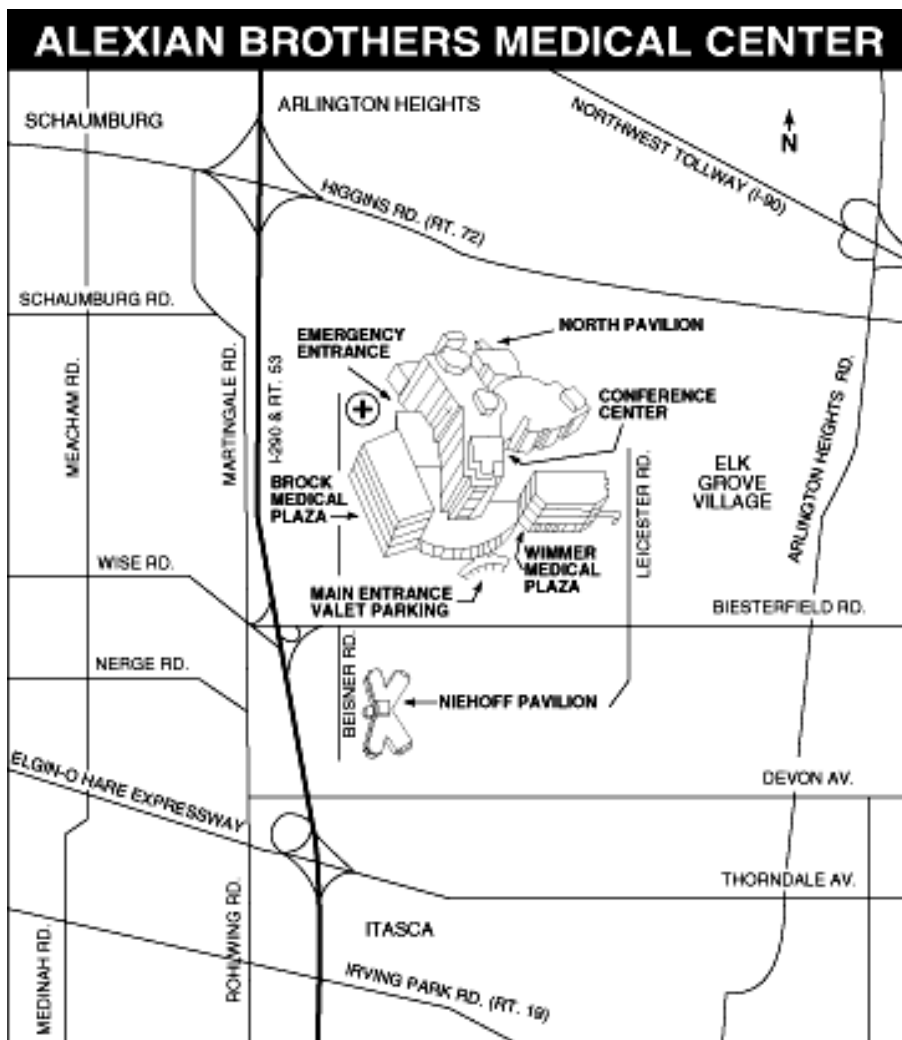 ALEXIAN BROTHERS MEDICAL CENTER
ARLINGTON HEIGHTS
SCHAUMBURG
NORTHWEST TOLLWAY (I-90)
N
HIGGINS RD. (RT. 72)
SCHAUMBURG RD.
NORTH PAVILION
EMERGENCY
ENTRANCE
MEACHAM RD.
MARTINGALE RD.
I-290 & RT. 53
CONFERENCE
CENTER
ARLINGTON HEIGHTS RD.
BROCK
MEDICAL
PLAZA
LEICESTER RD.
ELK
GROVE
VILLAGE
WISE RD.
WIMMER
MEDICAL
PLAZA
MAIN ENTRANCE
VALET PARKING
BIESTERFIELD RD.
NERGE RD.
BEISNER RD.
NIEHOFF PAVILION
ELGIN-O HARE EXPRESSWAY
DEVON AV.
THORNDALE AV.
MEDINAH RD.
ROHLWING RD.
ITASCA
IRVING PARK RD. (RT. 19)